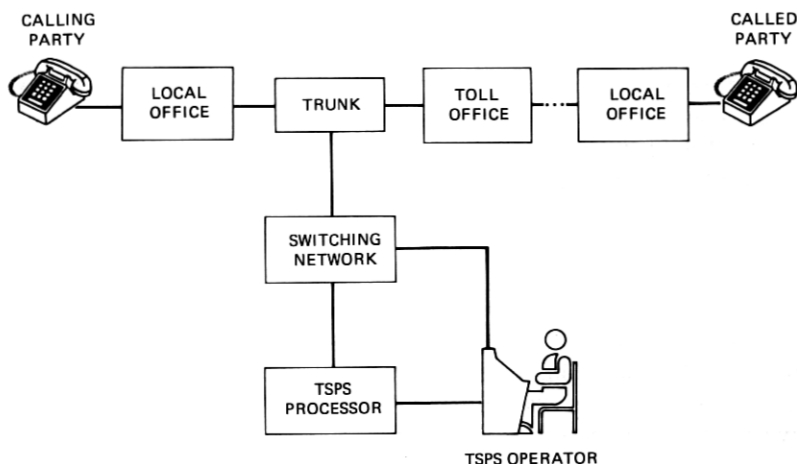 CALLING
PARTY
CALLED
PARTY
LOCAL
OFFICE
TRUNK
TOLL
OFFICE
LOCAL
OFFICE
SWITCHING
NETWORK
TSPS
PROCESSOR
TSPS OPERATOR